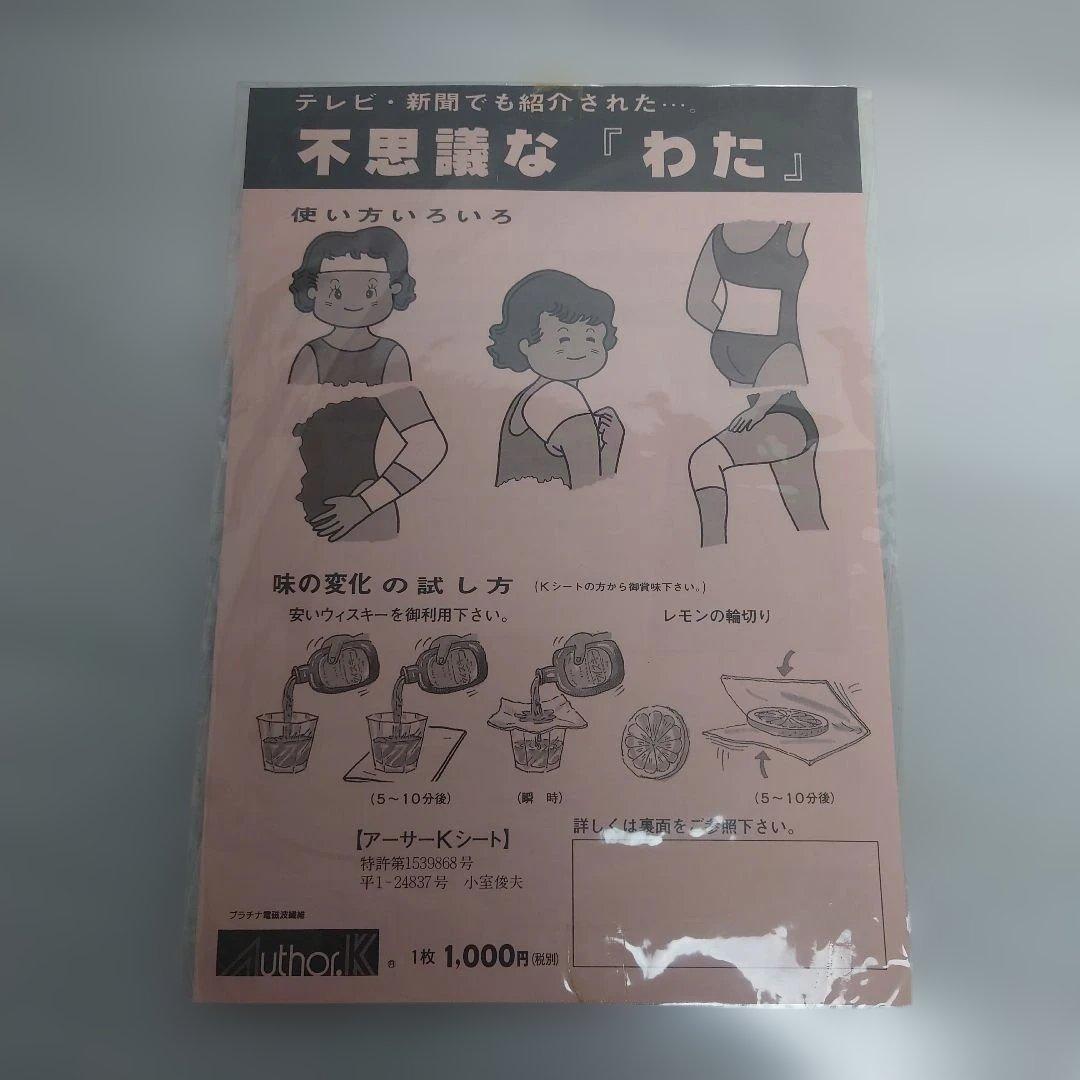 テレビ・新聞でも紹介された…。
不思議な『わた』
使い方いろいろ
味の変化の試し方 (Kシートの方から御賞味下さい。)
安いウィスキーを御利用下さい。 レモンの輪切り
(5〜10分後) (瞬 時) (5〜10分後)
詳しくは裏面をご参照下さい。
【アーサーKシート】
特許第1539868号
平1-24837号 小室俊夫
プラチナ電磁波繊維
Author.K ® 1枚 1,000円(税別)